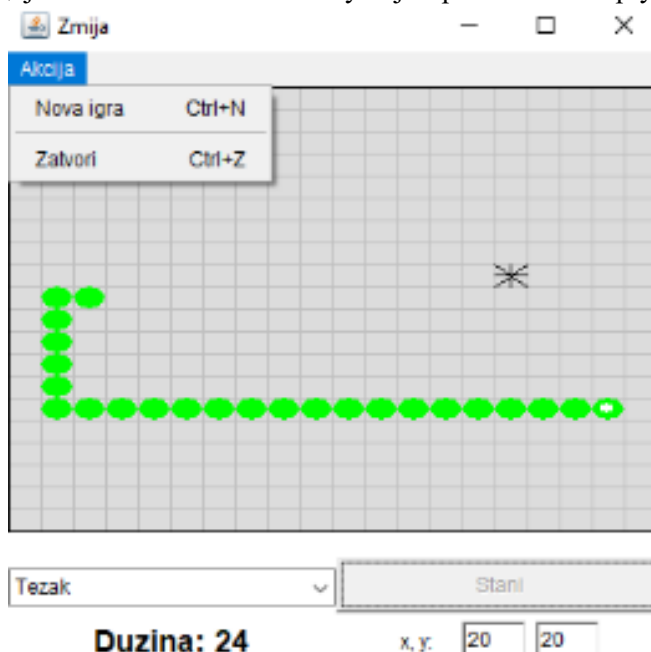 Zmija
Akcija
Nova igra Ctrl+N
Zatvori Ctrl+Z
Tezak Stani
Duzina: 24 x, y: 20 20